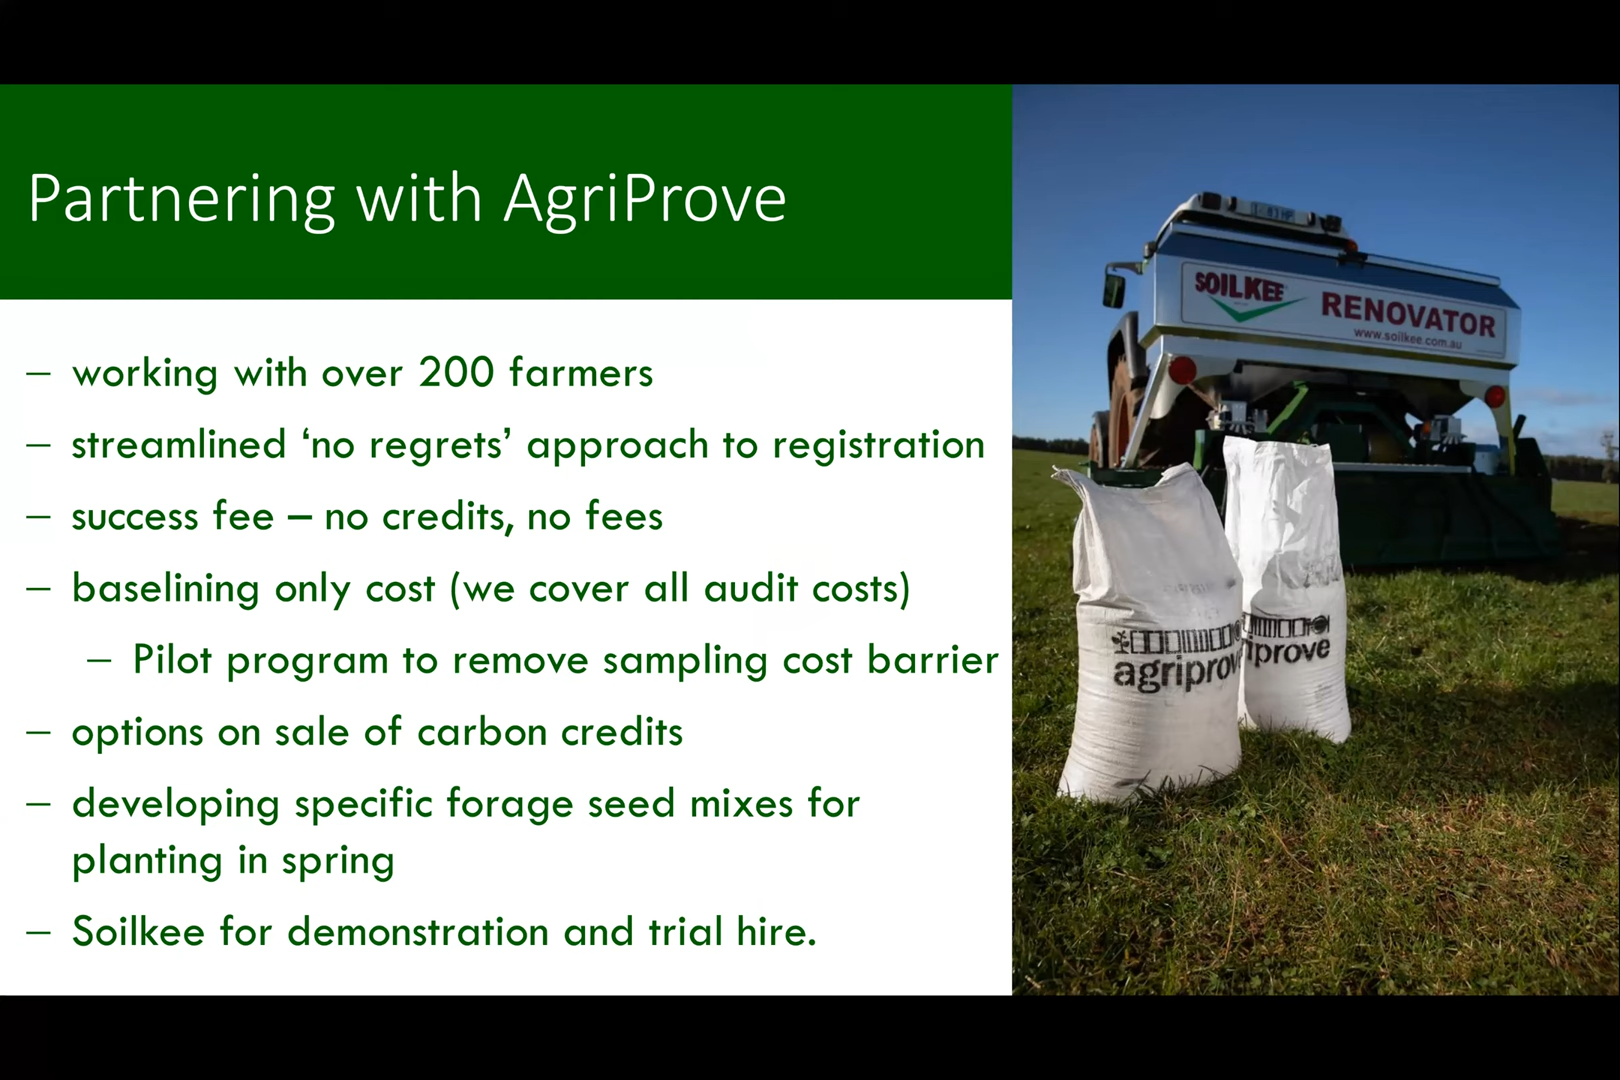 Partnering with AgriProve
– working with over 200 farmers
– streamlined ‘no regrets’ approach to registration
– success fee – no credits, no fees
– baselining only cost (we cover all audit costs)
– Pilot program to remove sampling cost barrier
– options on sale of carbon credits
– developing specific forage seed mixes for
planting in spring
– Soilkee for demonstration and trial hire.
SOILKEE
RENOVATOR
www.soilkee.com.au
agriprove
iprove